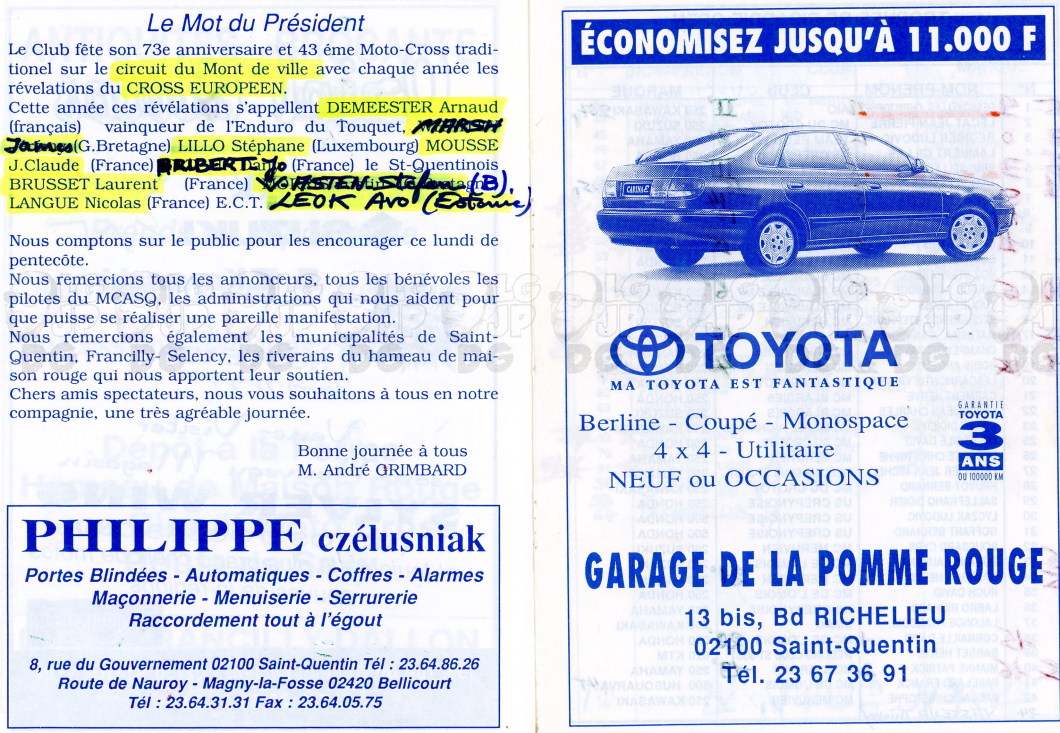 Le Mot du Président
Le Club fête son 73e anniversaire et 43 éme Moto-Cross tradi-
tionel sur le circuit du Mont de ville avec chaque année les
révelations du CROSS EUROPEEN.
Cette année ces révélations s'appellent DEMEESTER Arnaud
(français) vainqueur de l'Enduro du Touquet, MARSH
James (G.Bretagne) LILLO Stéphane (Luxembourg) MOUSSE
J.Claude (France) BRIBERT Jo (France) le St-Quentinois
BRUSSET Laurent (France) (B).
LANGUE Nicolas (France) E.C.T. LEOK Avo (Estonie)
Nous comptons sur le public pour les encourager ce lundi de
pentecôte.
Nous remercions tous les annonceurs, tous les bénévoles les
pilotes du MCASQ, les administrations qui nous aident pour
que puisse se réaliser une pareille manifestation.
Nous remercions également les municipalités de Saint-
Quentin, Francilly- Selency, les riverains du hameau de mai-
son rouge qui nous apportent leur soutien.
Chers amis spectateurs, nous vous souhaitons à tous en notre
compagnie, une très agréable journée.
Bonne journée à tous
M. André GRIMBARD
PHILIPPE czélusniak
Portes Blindées - Automatiques - Coffres - Alarmes
Maçonnerie - Menuiserie - Serrurerie
Raccordement tout à l'égout
8, rue du Gouvernement 02100 Saint-Quentin Tél : 23.64.86.26
Route de Nauroy - Magny-la-Fosse 02420 Bellicourt
Tél : 23.64.31.31 Fax : 23.64.05.75
ÉCONOMISEZ JUSQU'À 11.000 F
CARINA E
TOYOTA
MA TOYOTA EST FANTASTIQUE
Berline - Coupé - Monospace
4 x 4 - Utilitaire
NEUF ou OCCASIONS
GARANTIE
TOYOTA
3
ANS
OU 100000 KM
GARAGE DE LA POMME ROUGE
13 bis, Bd RICHELIEU
02100 Saint-Quentin
Tél. 23 67 36 91